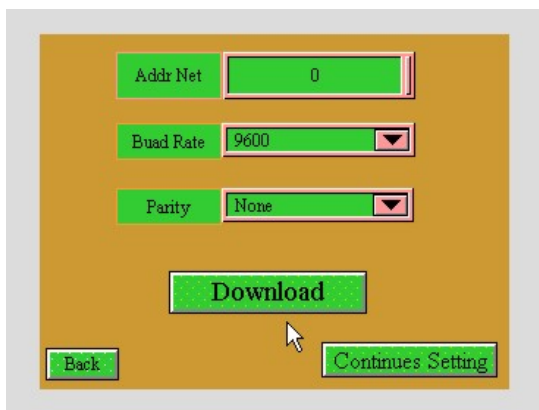 Addr Net 0
Buad Rate 9600
Parity None
Download
Back
Continues Setting